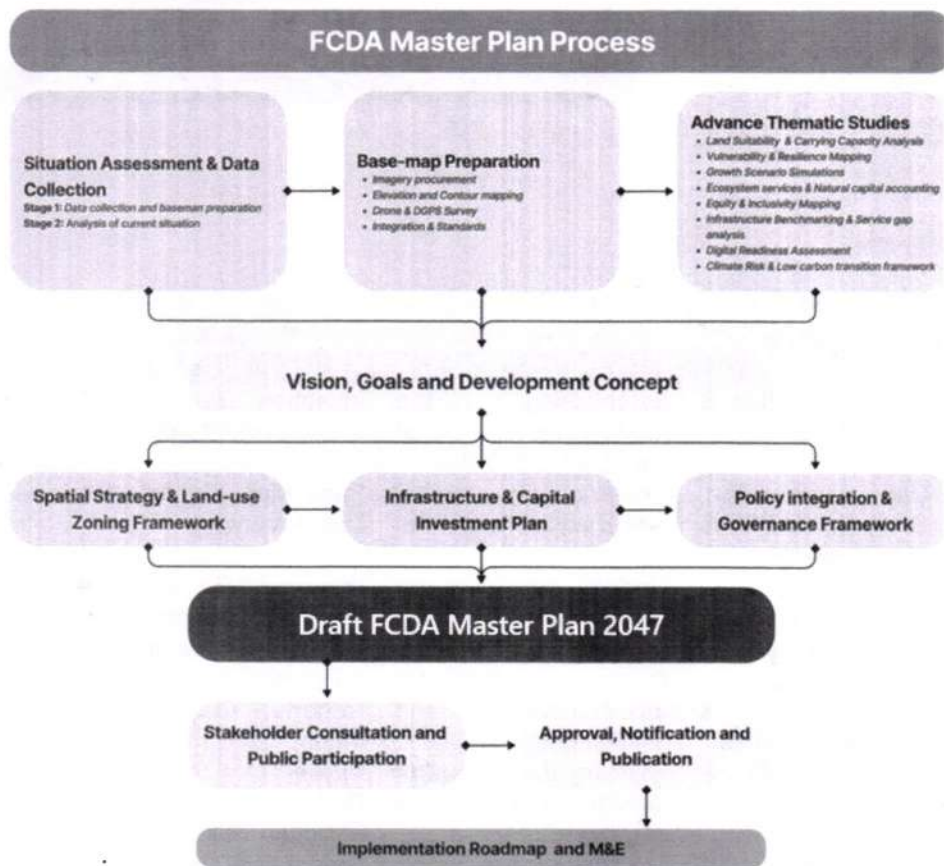 FCDA Master Plan Process
Situation Assessment & Data
Collection
Stage 1: Data collection and baseman preparation
Stage 2: Analysis of current situation
Base-map Preparation
• Imagery procurement
• Elevation and Contour mapping
• Drone & DGPS Survey
• Integration & Standards
Advance Thematic Studies
• Land Suitability & Carrying Capacity Analysis
• Vulnerability & Resilience Mapping
• Growth Scenario Simulations
• Ecosystem services & Natural capital accounting
• Equity & Inclusivity Mapping
• Infrastructure Benchmarking & Service gap
analysis
• Digital Readiness Assessment
• Climate Risk & Low carbon transition framework
Vision, Goals and Development Concept
Spatial Strategy & Land-use
Zoning Framework
Infrastructure & Capital
Investment Plan
Policy integration &
Governance Framework
Draft FCDA Master Plan 2047
Stakeholder Consultation and
Public Participation
Approval, Notification and
Publication
Implementation Roadmap and M&E